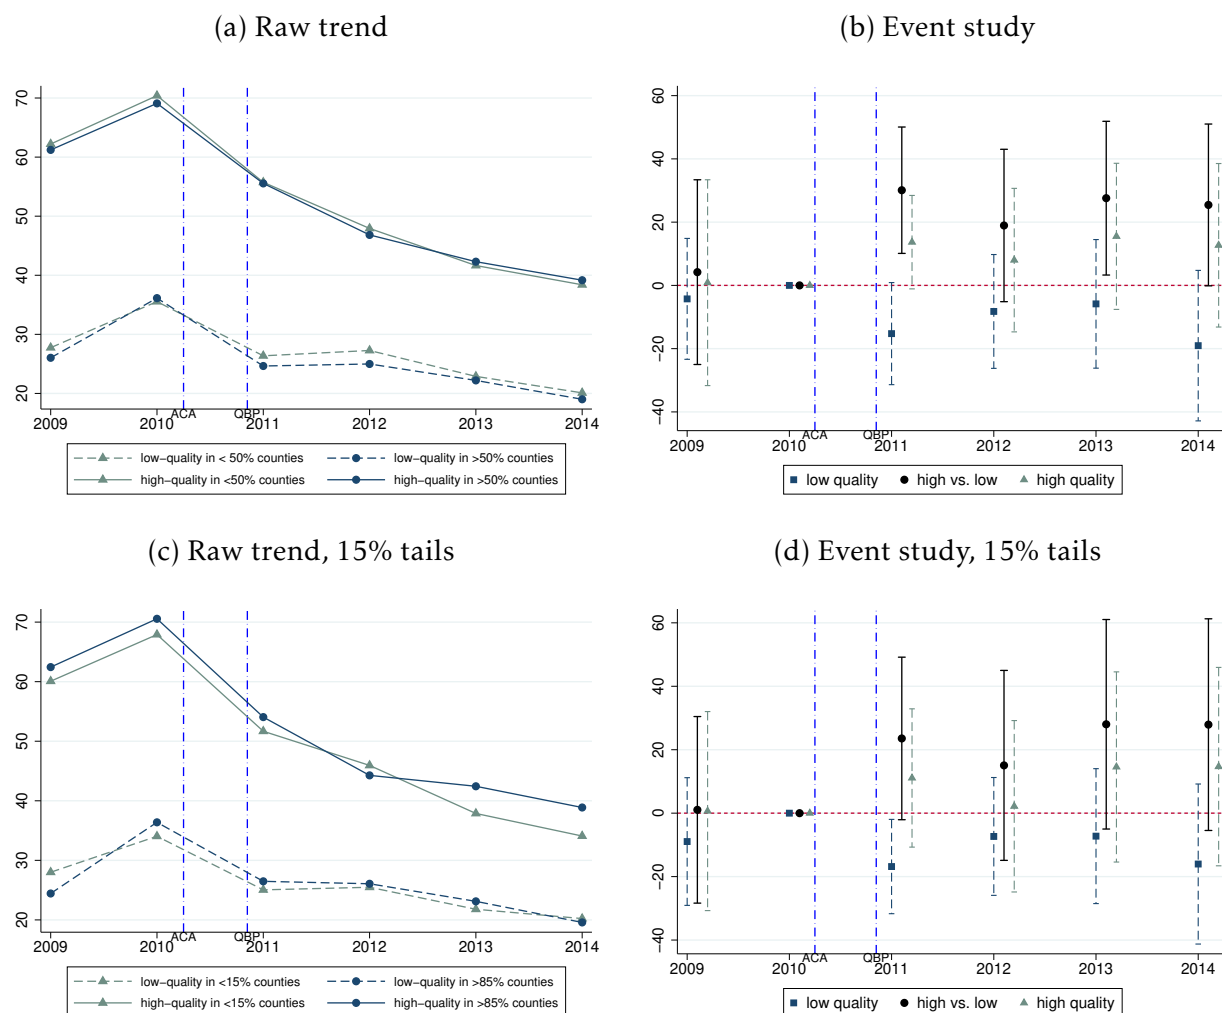 (a) Raw trend
70
60
50
40
30
20
2009 2010 ACA QBP 2011 2012 2013 2014
low-quality in < 50% counties low-quality in >50% counties
high-quality in <50% counties high-quality in >50% counties
(b) Event study
60
40
20
0
-20
-40
2009 2010 ACA QBP 2011 2012 2013 2014
low quality high vs. low high quality
(c) Raw trend, 15% tails
70
60
50
40
30
20
2009 2010 ACA QBP 2011 2012 2013 2014
low-quality in <15% counties low-quality in >85% counties
high-quality in <15% counties high-quality in >85% counties
(d) Event study, 15% tails
60
40
20
0
-20
-40
2009 2010 ACA QBP 2011 2012 2013 2014
low quality high vs. low high quality